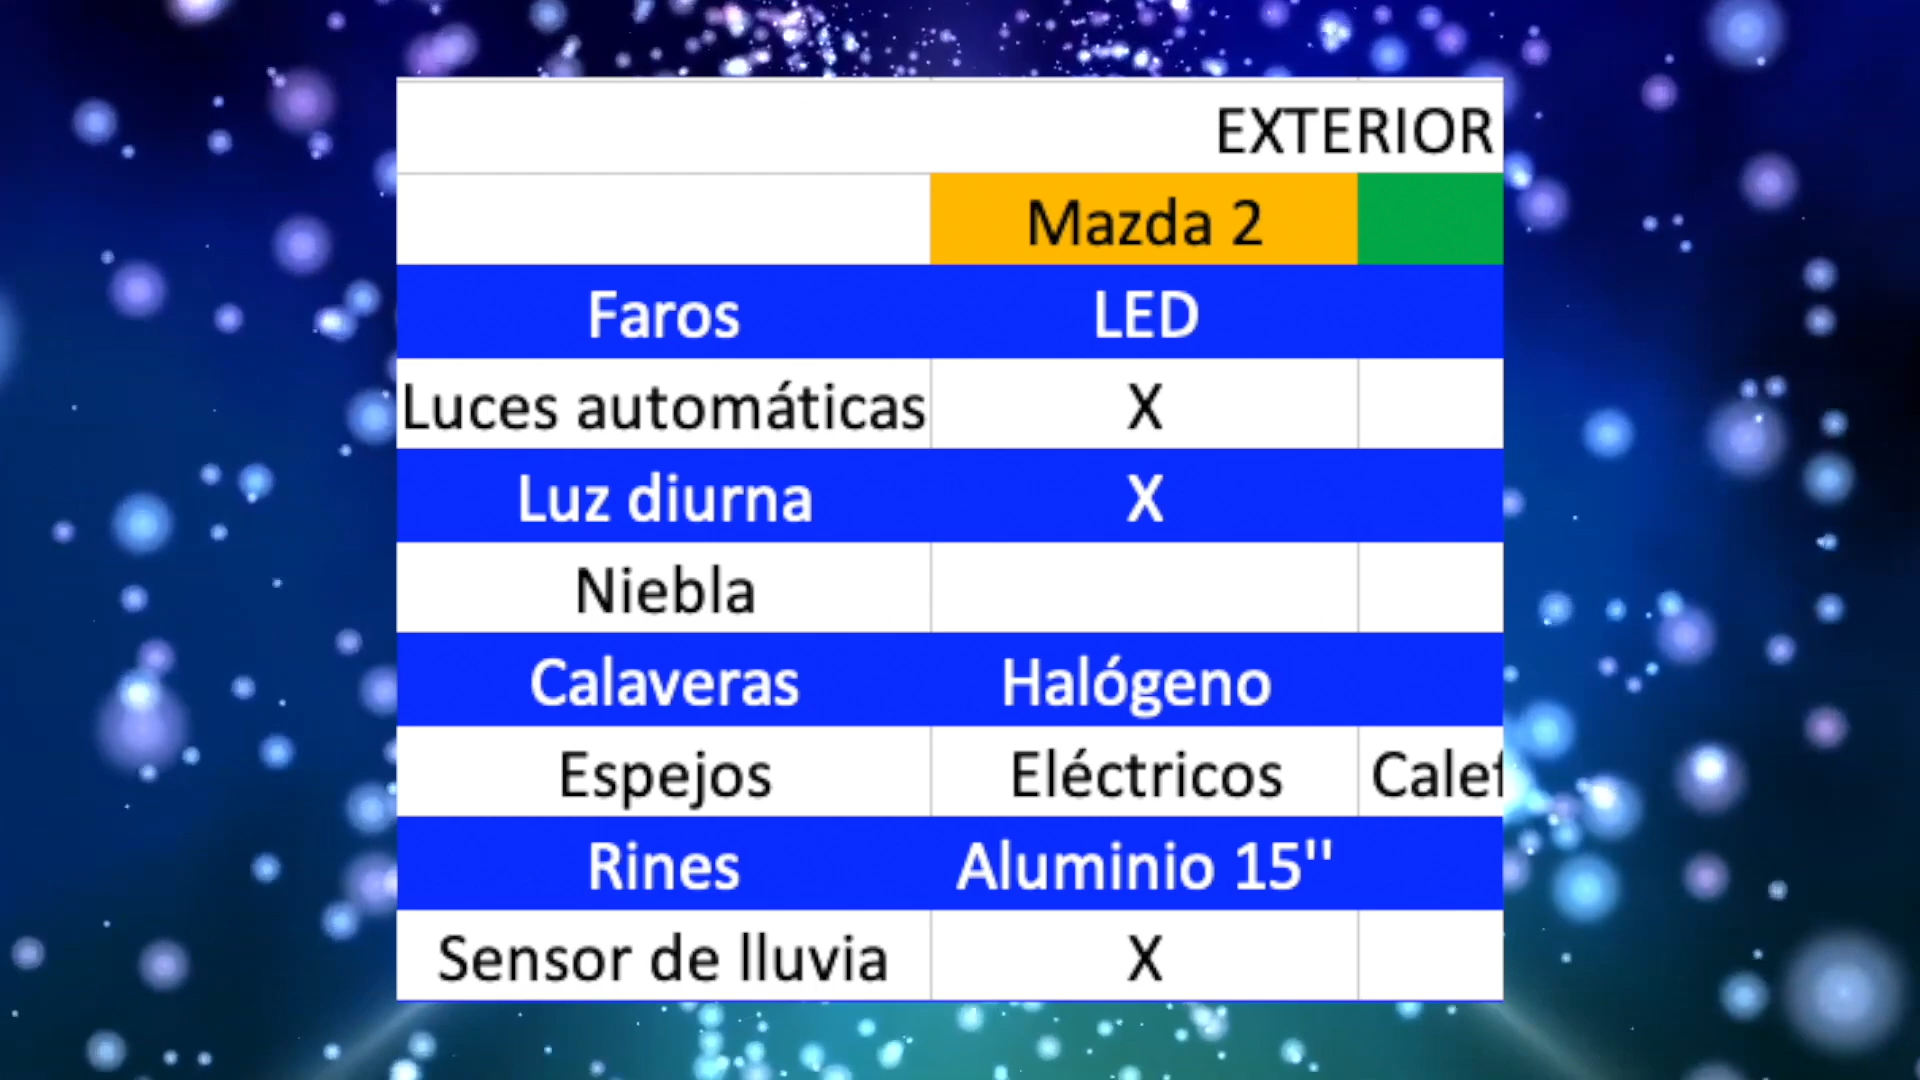 EXTERIOR
Mazda 2
Faros LED
Luces automáticas X
Luz diurna X
Niebla
Calaveras Halógeno
Espejos Eléctricos
Rines Aluminio 15''
Sensor de lluvia X